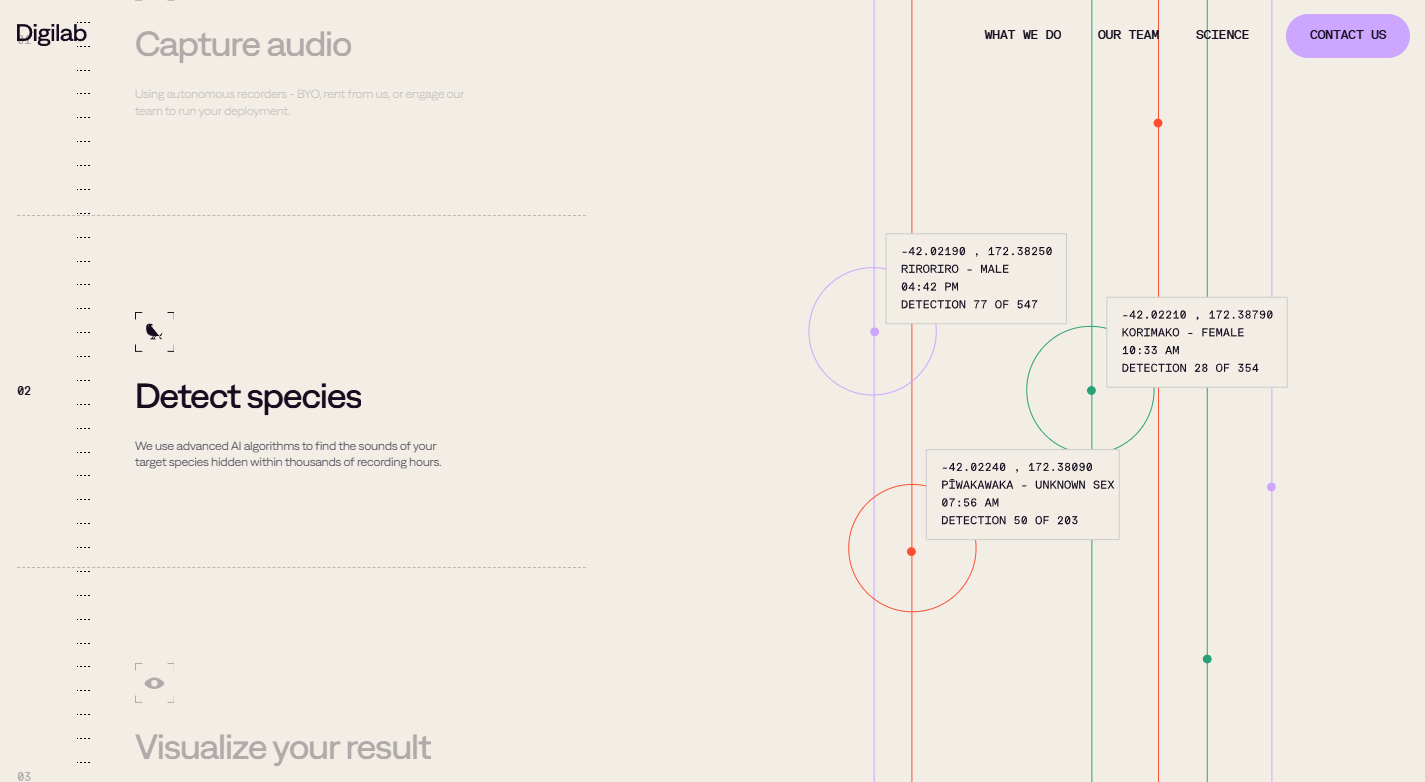 Digilab
WHAT WE DO
OUR TEAM
SCIENCE
CONTACT US
01
Capture audio
Using autonomous recorders - BYO, rent from us, or engage our
team to run your deployment.
02
Detect species
We use advanced AI algorithms to find the sounds of your
target species hidden within thousands of recording hours.
-42.02190 , 172.38250
RIRORIRO - MALE
04:42 PM
DETECTION 77 OF 547
-42.02210 , 172.38790
KORIMAKO - FEMALE
10:33 AM
DETECTION 28 OF 354
-42.02240 , 172.38090
PĪWAKAWAKA - UNKNOWN SEX
07:56 AM
DETECTION 50 OF 203
Visualize your result
03